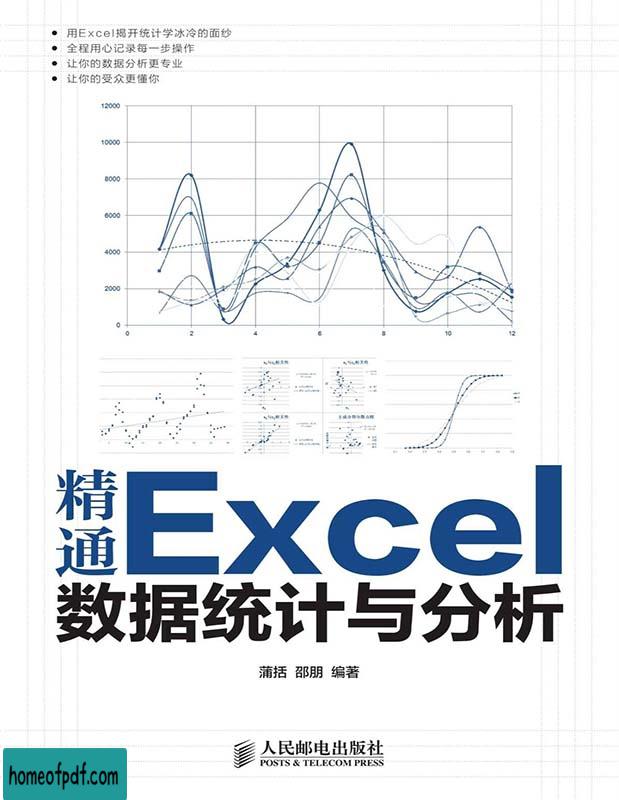 用Excel揭开统计学冰冷的面纱
全程用心记录每一步操作
让你的数据分析更专业
让你的受众更懂你
12000
10000
8000
6000
4000
2000
0
0 2 4 6 8 10 12
精通
Excel
数据统计与分析
蒲括 邵朋 编著
人民邮电出版社
POSTS & TELECOM PRESS
homeofpdf.com